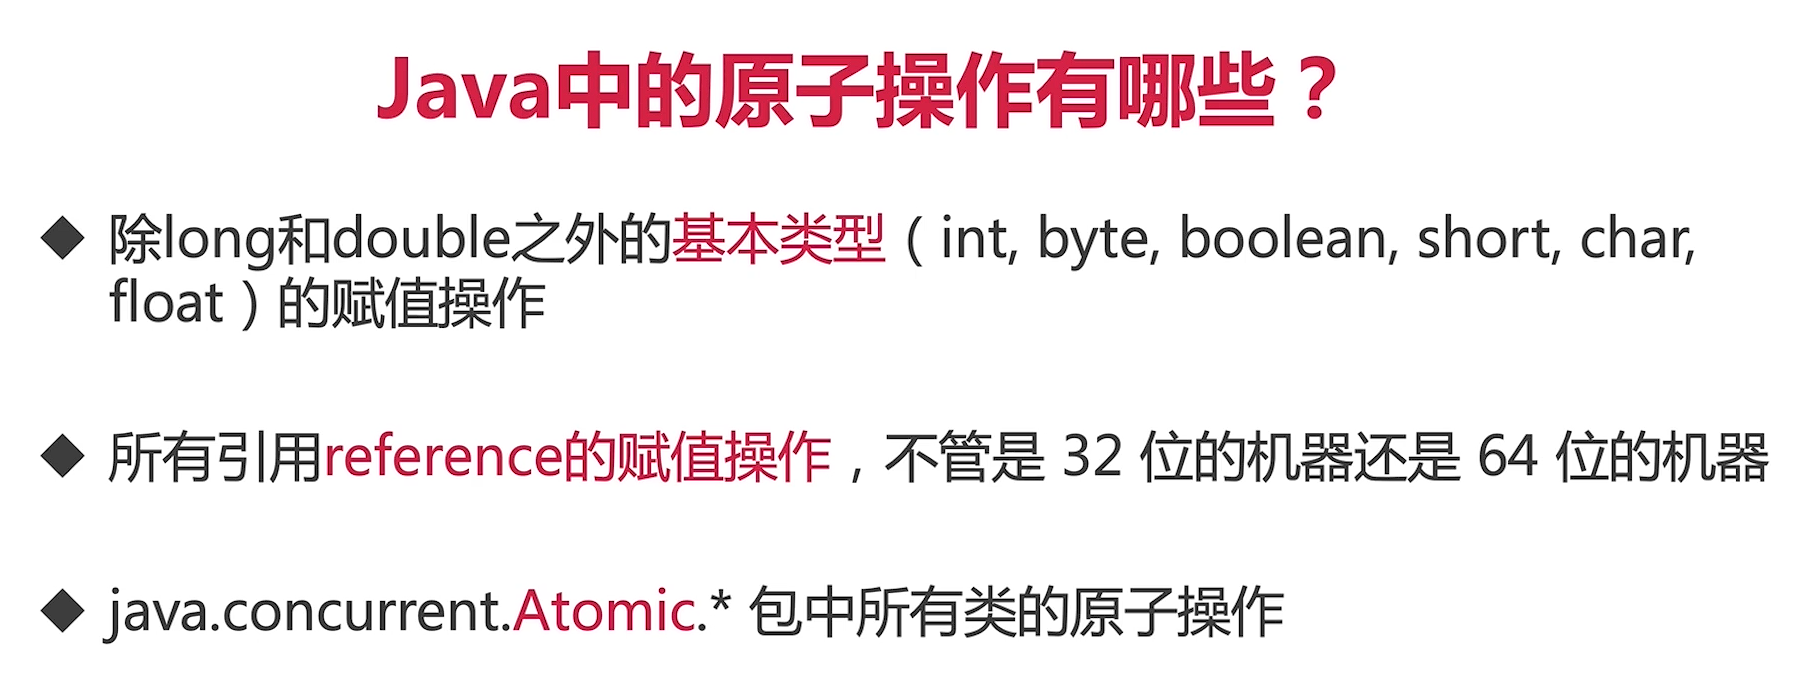 Java中的原子操作有哪些？
◆ 除long和double之外的基本类型（int, byte, boolean, short, char,
float）的赋值操作
◆ 所有引用reference的赋值操作，不管是 32 位的机器还是 64 位的机器
◆ java.concurrent.Atomic.* 包中所有类的原子操作